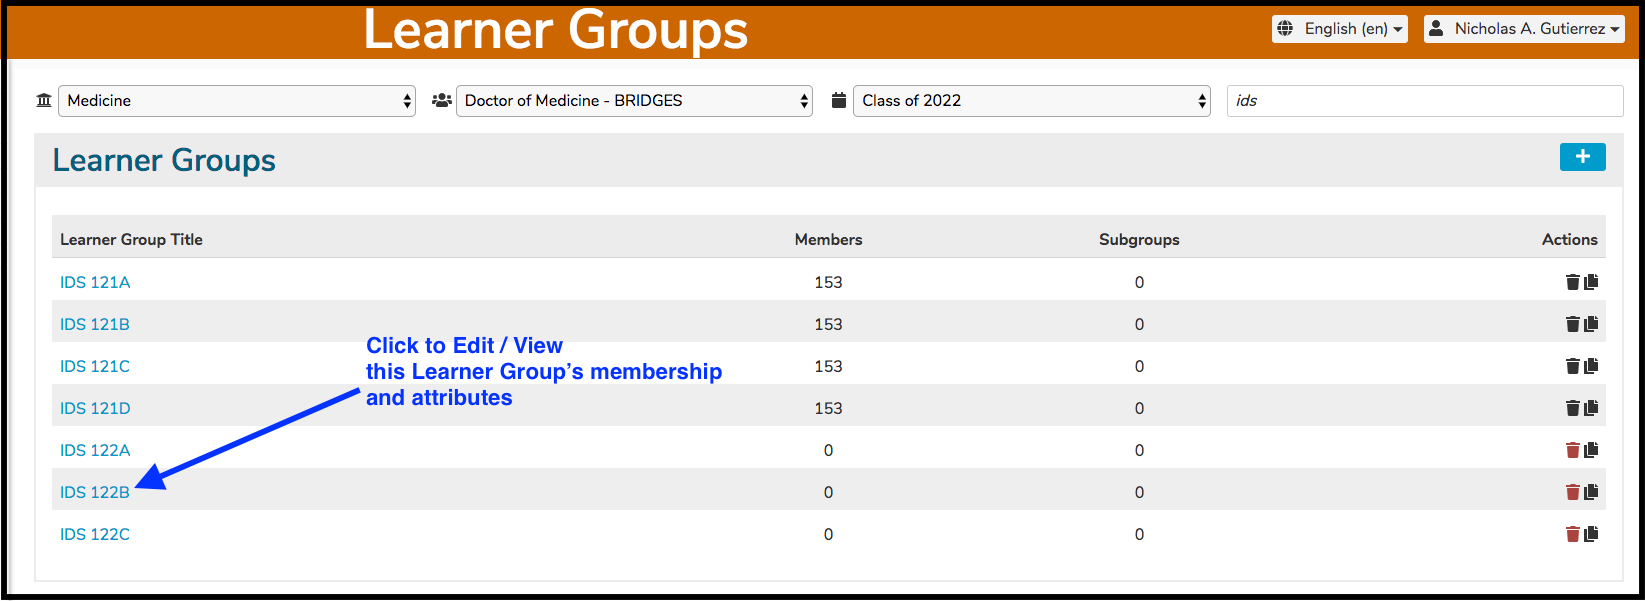 Learner Groups
English (en)
Nicholas A. Gutierrez
Medicine
Doctor of Medicine - BRIDGES
Class of 2022
ids
Learner Groups
+
Learner Group Title Members Subgroups Actions
IDS 121A 153 0
IDS 121B 153 0
Click to Edit / View
this Learner Group's membership
and attributes
IDS 121C 153 0
IDS 121D 153 0
IDS 122A 0 0
IDS 122B 0 0
IDS 122C 0 0